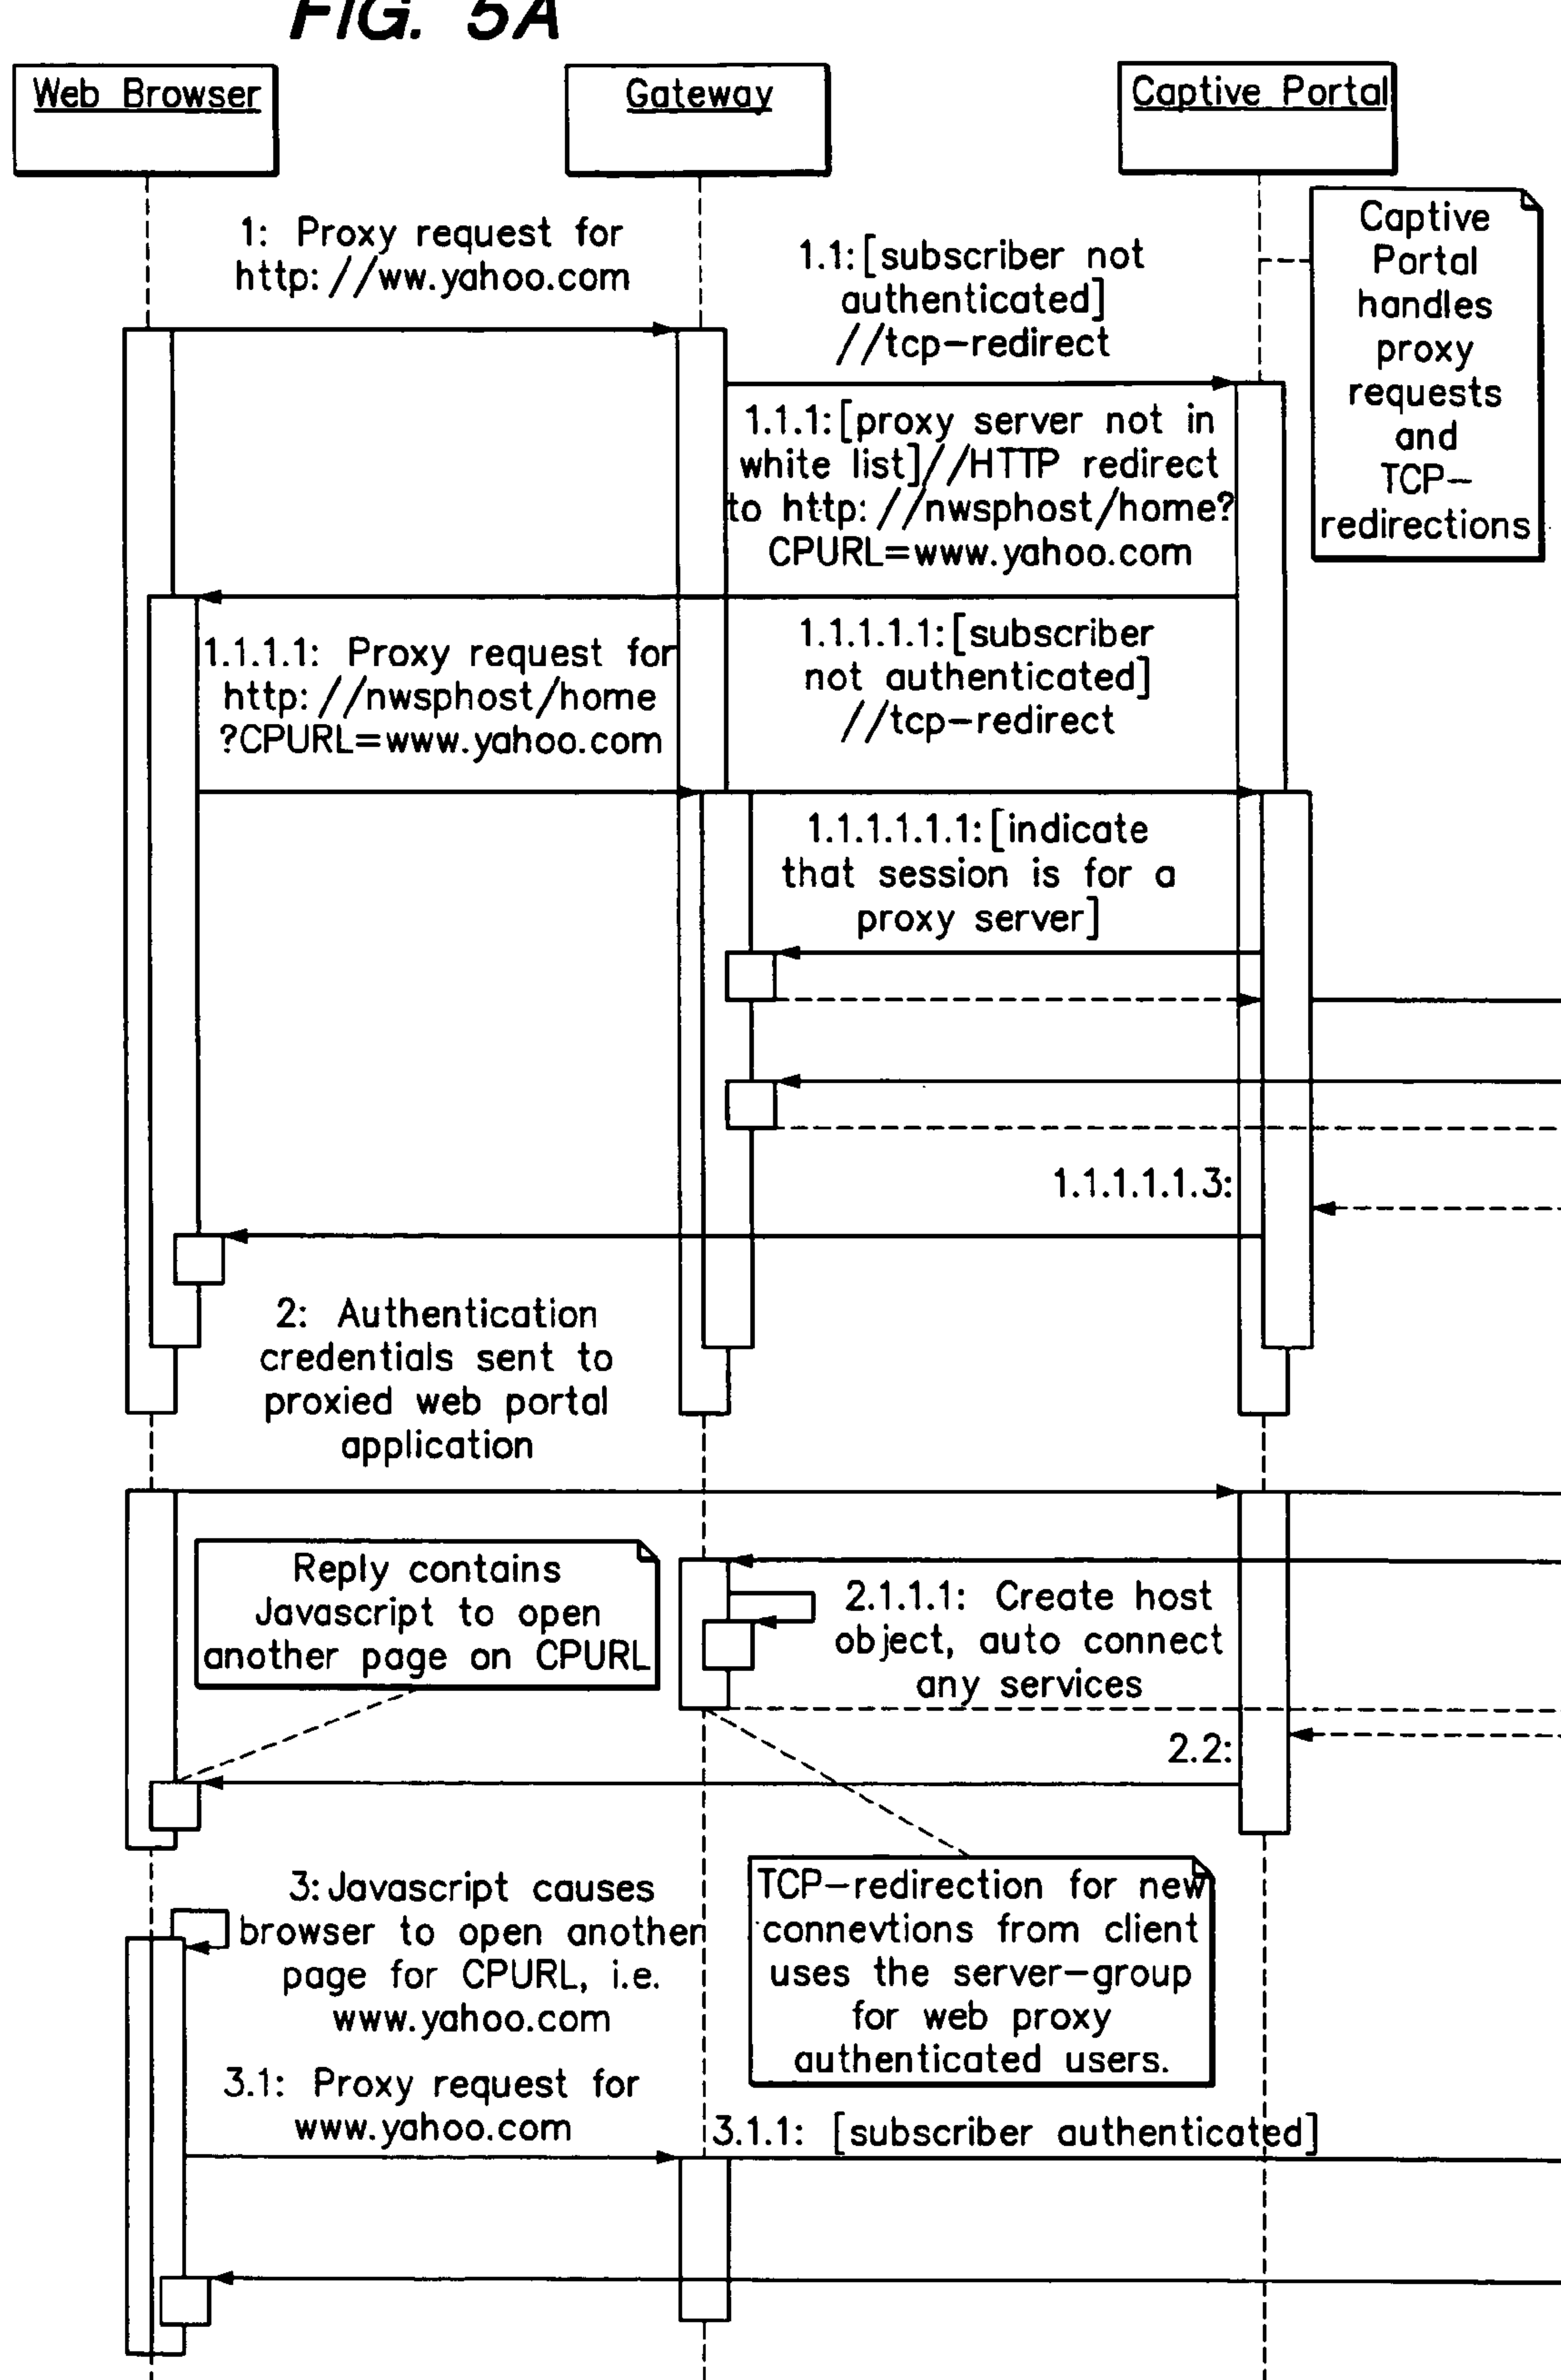 FIG. 5A
Web Browser
Gateway
Captive Portal
Captive
Portal
handles
proxy
requests
and
TCP-
redirections
1: Proxy request for
http://ww.yahoo.com
1.1:[subscriber not
authenticated]
//tcp-redirect
1.1.1:[proxy server not in
white list]//HTTP redirect
to http://nwsphost/home?
CPURL=www.yahoo.com
1.1.1.1: Proxy request for
http://nwsphost/home
?CPURL=www.yahoo.com
1.1.1.1.1:[subscriber
not authenticated]
//tcp-redirect
1.1.1.1.1.1:[indicate
that session is for a
proxy server]
1.1.1.1.1.3:
2: Authentication
credentials sent to
proxied web portal
application
Reply contains
Javascript to open
another page on CPURL
2.1.1.1: Create host
object, auto connect
any services
2.2:
3:Javascript causes
browser to open another
page for CPURL, i.e.
www.yahoo.com
TCP-redirection for new
connevtions from client
uses the server-group
for web proxy
authenticated users.
3.1: Proxy request for
www.yahoo.com
3.1.1: [subscriber authenticated]